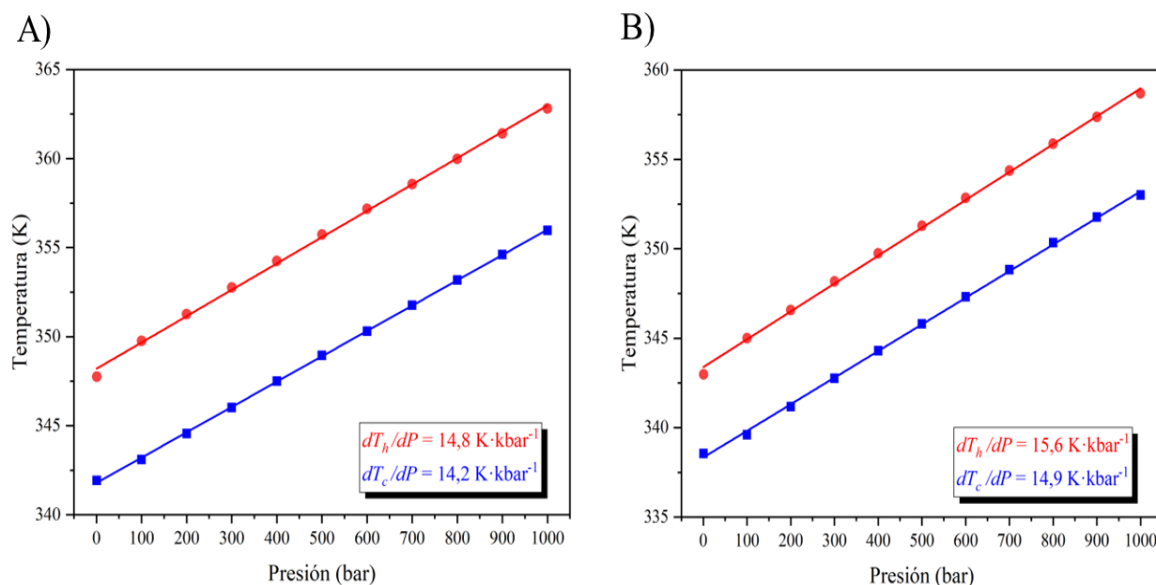 A)
365
360
355
350
345
340
Temperatura (K)
0 100 200 300 400 500 600 700 800 900 1000
Presión (bar)
dTh/dP = 14,8 K·kbar-1
dTc/dP = 14,2 K·kbar-1
B)
360
355
350
345
340
335
Temperatura (K)
0 100 200 300 400 500 600 700 800 900 1000
Presión (bar)
dTh/dP = 15,6 K·kbar-1
dTc/dP = 14,9 K·kbar-1